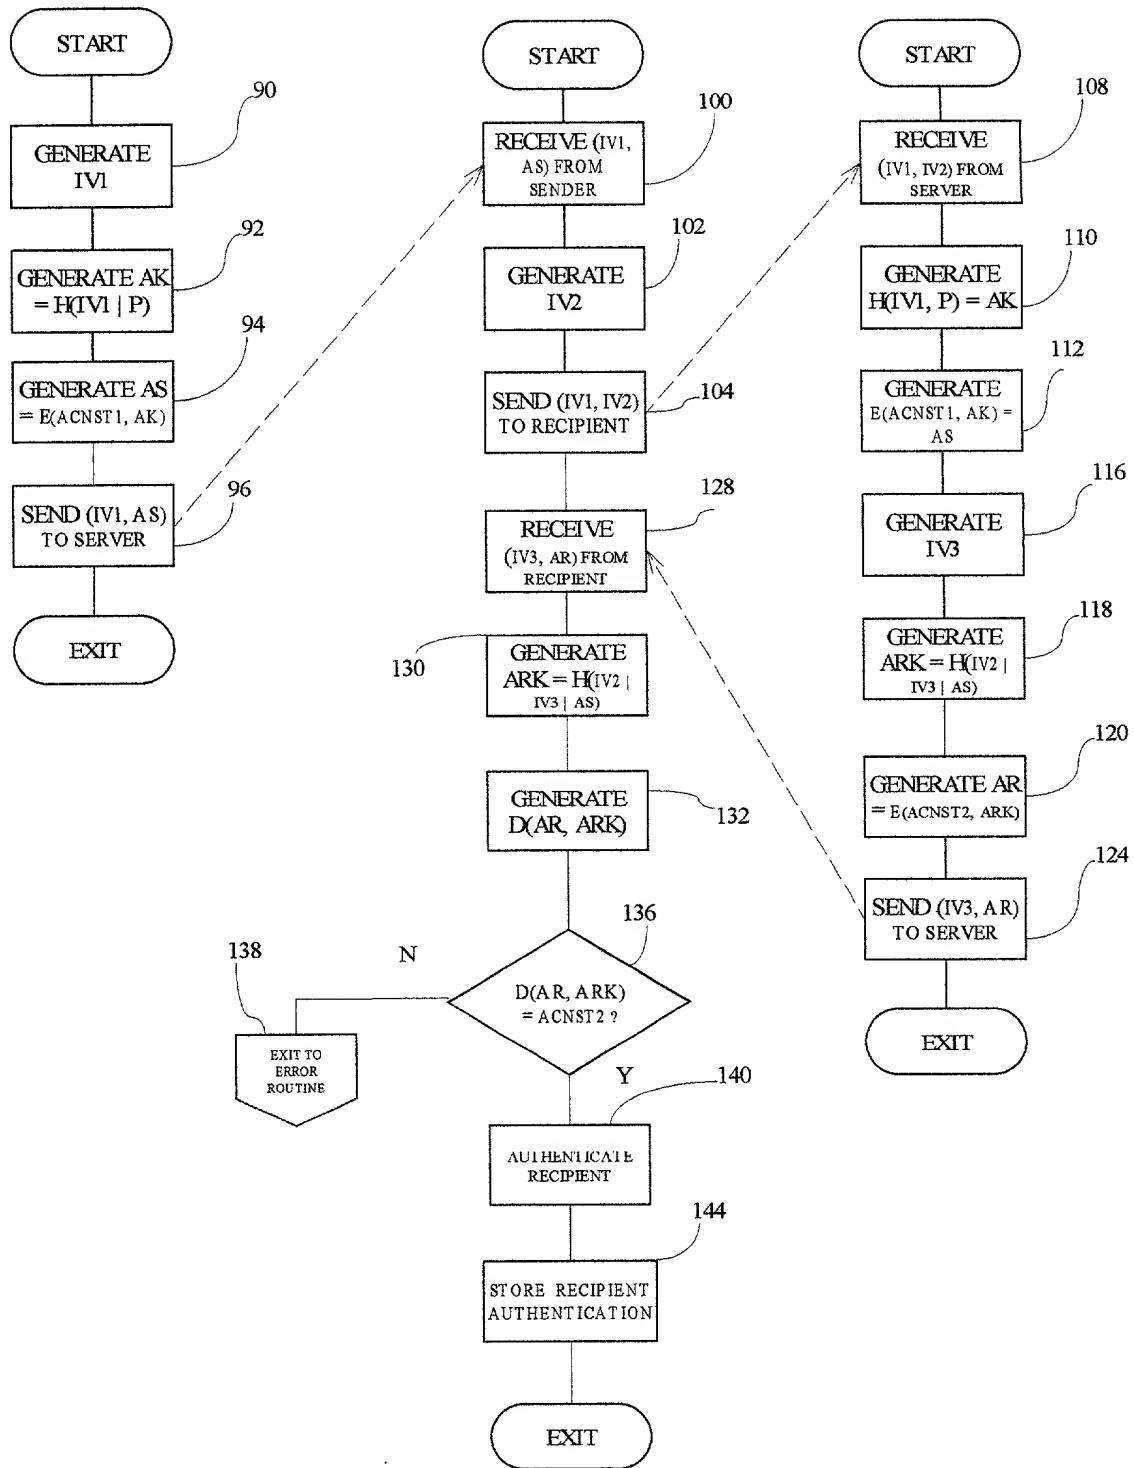 START
90
GENERATE
IV1
92
GENERATE AK
= H(IV1 | P)
94
GENERATE AS
= E(ACNST1, AK)
96
SEND (IV1, AS)
TO SERVER
EXIT
START
100
RECEIVE (IV1,
AS) FROM
SENDER
102
GENERATE
IV2
SEND (IV1, IV2)
TO RECIPIENT
104
128
RECEIVE
(IV3, AR) FROM
RECIPIENT
130
GENERATE
ARK = H(IV2 |
IV3 | AS)
GENERATE
D(AR, ARK)
132
136
D(AR, ARK)
= ACNST2 ?
N
138
EXIT TO
ERROR
ROUTINE
Y
140
AUTHENTICATE
RECIPIENT
144
STORE RECIPIENT
AUTHENTICATION
EXIT
START
108
RECEIVE
(IV1, IV2) FROM
SERVER
110
GENERATE
H(IV1, P) = AK
112
GENERATE
E(ACNST1, AK) =
AS
116
GENERATE
IV3
118
GENERATE
ARK = H(IV2 |
IV3 | AS)
120
GENERATE AR
= E(ACNST2, ARK)
124
SEND (IV3, AR)
TO SERVER
EXIT